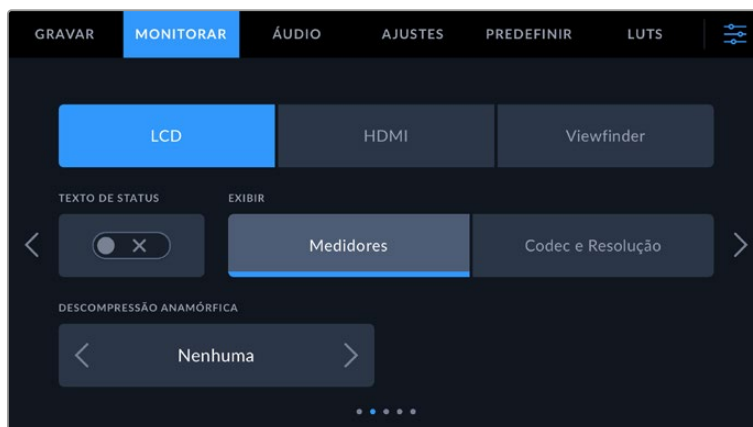 GRAVAR MONITORAR ÁUDIO AJUSTES PREDEFINIR LUTS
LCD HDMI Viewfinder
TEXTO DE STATUS EXIBIR
Medidores Codec e Resolução
DESCOMPRESSÃO ANAMÓRFICA
Nenhuma